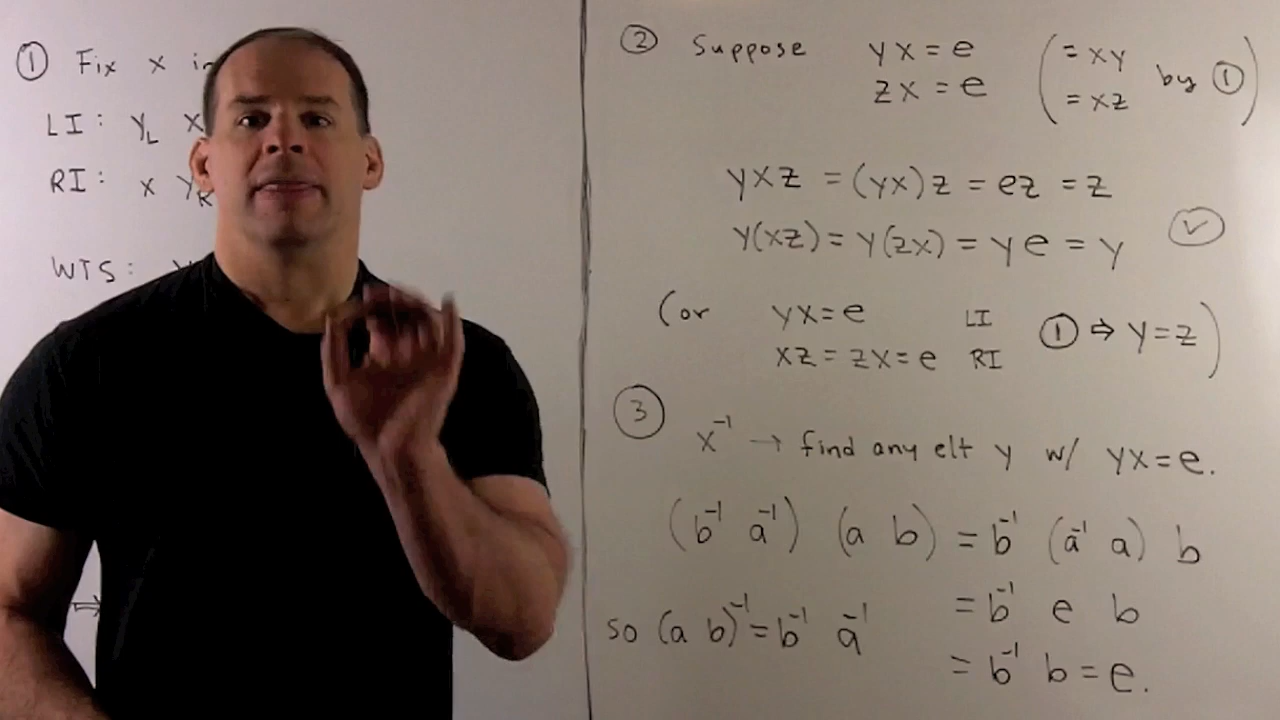 ① Fix x
LI: y_L x
RI: x y_R
WTS:
⇒
② Suppose yx = e (= xy
zx = e = xz by ①)
yxz = (yx)z = ez = z
y(xz) = y(zx) = ye = y ✓
(or yx = e LI
xz = zx = e RI ① ⇒ y = z)
③
x⁻¹ → find any elt y w/ yx = e.
(b⁻¹ a⁻¹) (a b) = b⁻¹ (a⁻¹ a) b
= b⁻¹ e b
so (a b)⁻¹ = b⁻¹ a⁻¹
= b⁻¹ b = e.